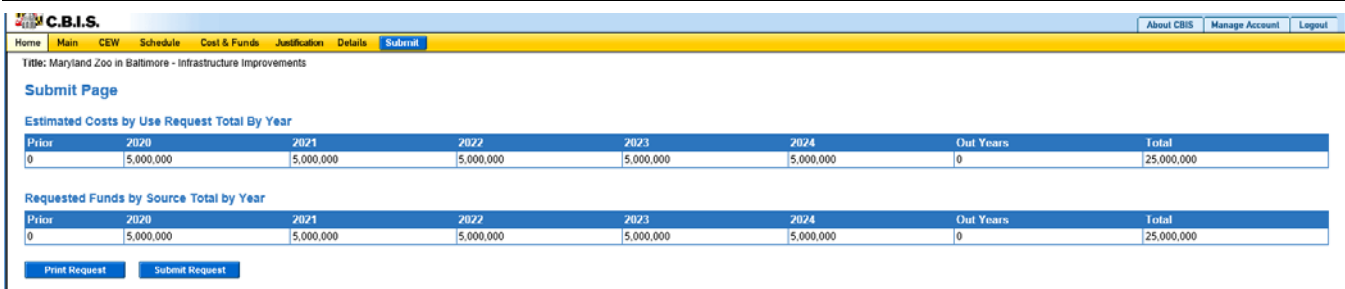 C.B.I.S.
About CBIS Manage Account Logout
Home Main CEW Schedule Cost & Funds Justification Details Submit
Title: Maryland Zoo in Baltimore - Infrastructure Improvements
Submit Page
Estimated Costs by Use Request Total By Year
Prior 2020 2021 2022 2023 2024 Out Years Total
0 5,000,000 5,000,000 5,000,000 5,000,000 5,000,000 0 25,000,000
Requested Funds by Source Total by Year
Prior 2020 2021 2022 2023 2024 Out Years Total
0 5,000,000 5,000,000 5,000,000 5,000,000 5,000,000 0 25,000,000
Print Request Submit Request